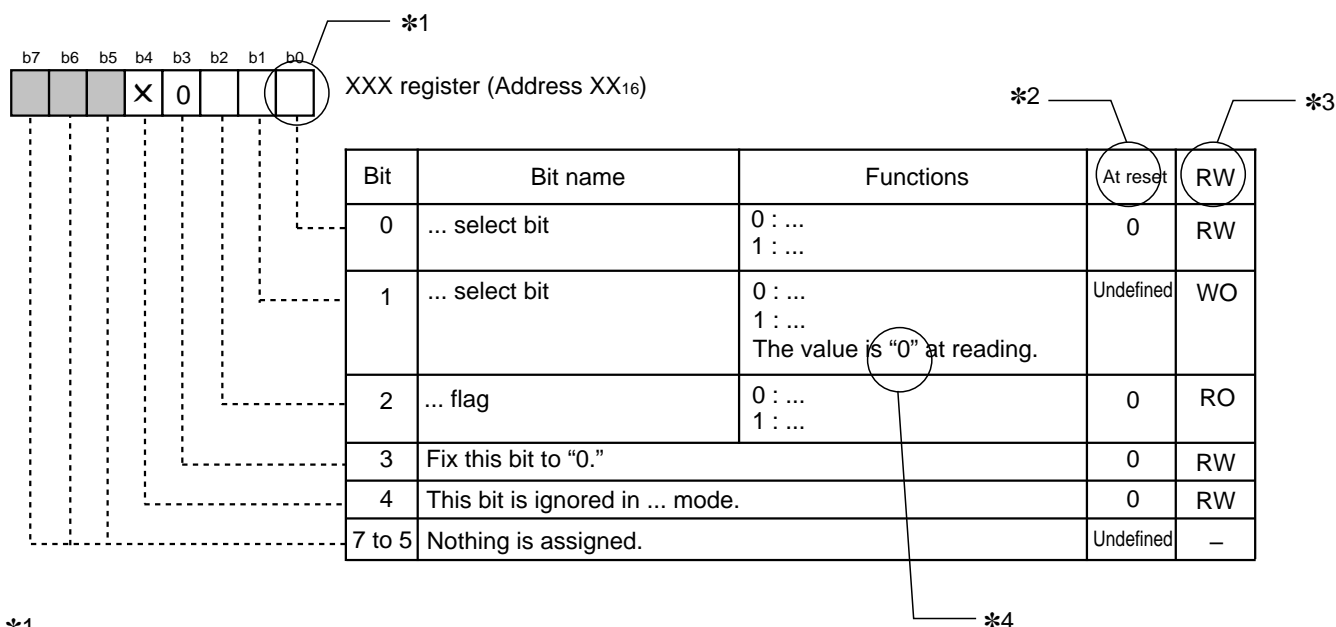 ✽1
b7 b6 b5 b4 b3 b2 b1 b0
X 0
XXX register (Address XX16)
✽2
✽3
Bit Bit name Functions At reset RW
0 ... select bit 0 : ... 0 RW
1 : ...
1 ... select bit 0 : ... Undefined WO
1 : ...
The value is “0” at reading.
2 ... flag 0 : ... 0 RO
1 : ...
3 Fix this bit to “0.” 0 RW
4 This bit is ignored in ... mode. 0 RW
7 to 5 Nothing is assigned. Undefined –
✽4
✽1